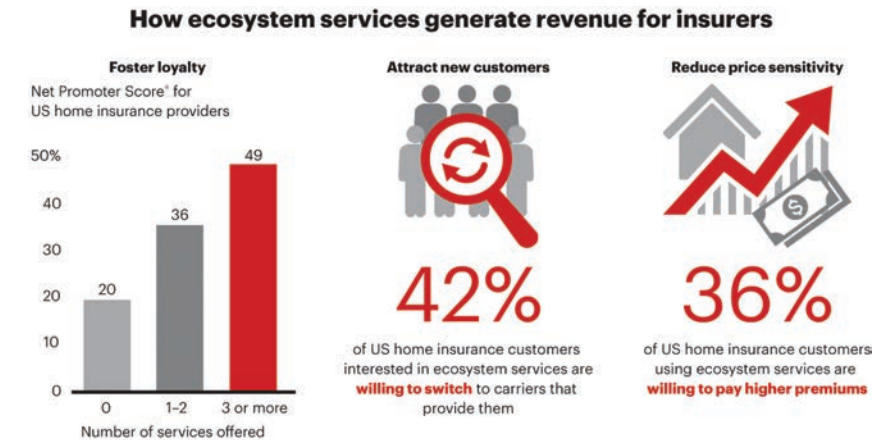 How ecosystem services generate revenue for insurers
Foster loyalty
Net Promoter Score® for
US home insurance providers
50%
40
30
20
10
0
20
36
49
0
1–2
3 or more
Number of services offered
Attract new customers
42%
of US home insurance customers
interested in ecosystem services are
willing to switch to carriers that
provide them
Reduce price sensitivity
$
36%
of US home insurance customers
using ecosystem services are
willing to pay higher premiums